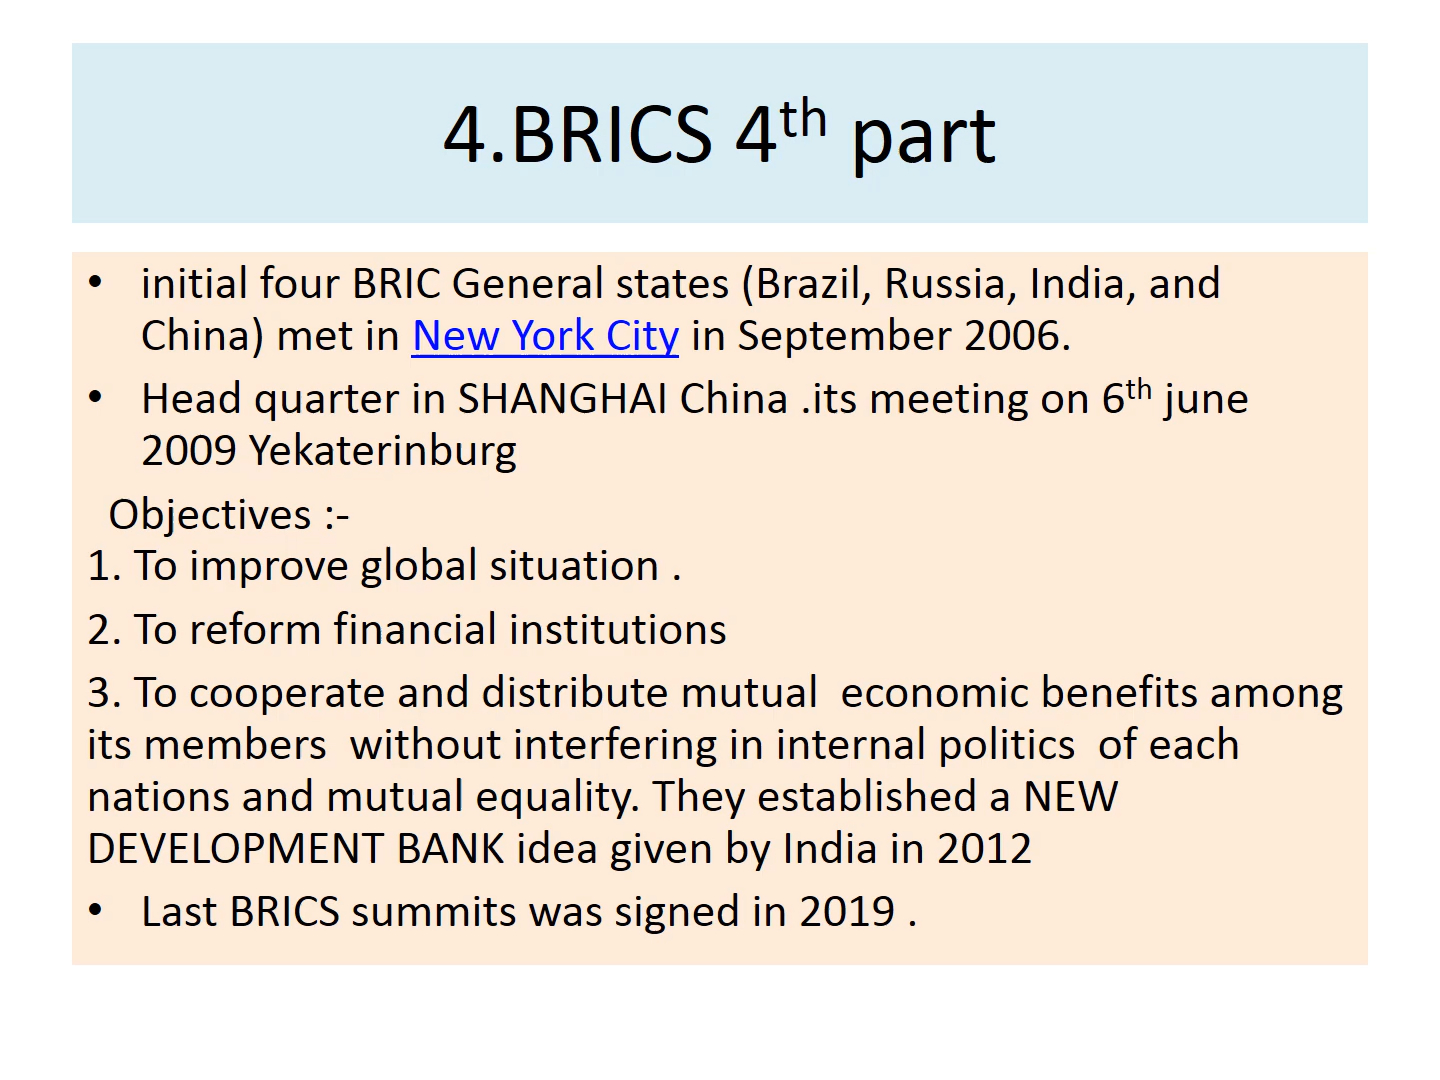 4.BRICS 4th part
• initial four BRIC General states (Brazil, Russia, India, and
China) met in New York City in September 2006.
• Head quarter in SHANGHAI China .its meeting on 6th june
2009 Yekaterinburg
Objectives :-
1. To improve global situation .
2. To reform financial institutions
3. To cooperate and distribute mutual  economic benefits among
its members  without interfering in internal politics  of each
nations and mutual equality. They established a NEW
DEVELOPMENT BANK idea given by India in 2012
• Last BRICS summits was signed in 2019 .